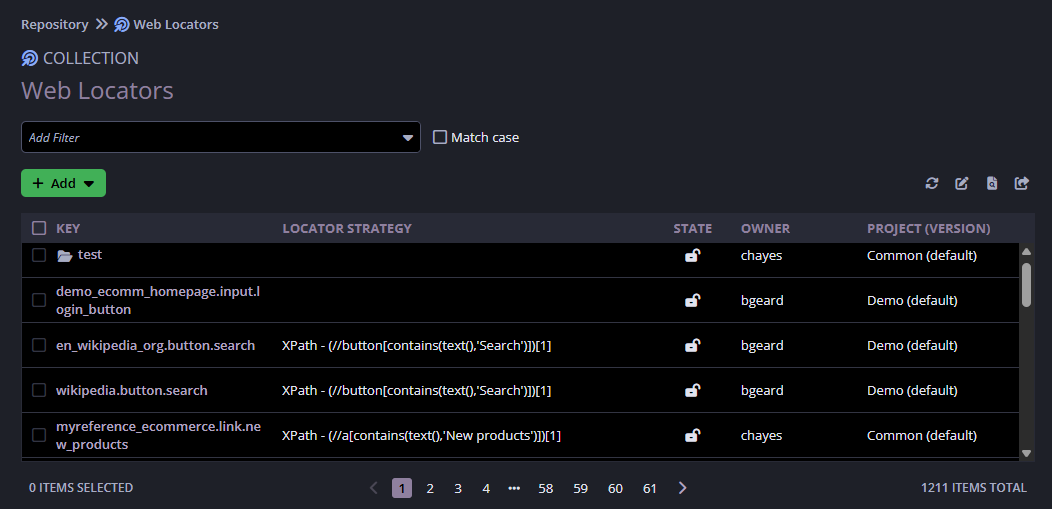 Repository Web Locators
COLLECTION
Web Locators
Add Filter Match case
+ Add
KEY LOCATOR STRATEGY STATE OWNER PROJECT (VERSION)
test chayes Common (default)
demo_ecomm_homepage.input.l
ogin_button bgeard Demo (default)
en_wikipedia_org.button.search XPath - (//button[contains(text(),'Search')])[1] bgeard Demo (default)
wikipedia.button.search XPath - (//button[contains(text(),'Search')])[1] bgeard Demo (default)
myreference_ecommerce.link.ne
w_products XPath - (//a[contains(text(),'New products')])[1] chayes Common (default)
0 ITEMS SELECTED 1 2 3 4 ••• 58 59 60 61 1211 ITEMS TOTAL